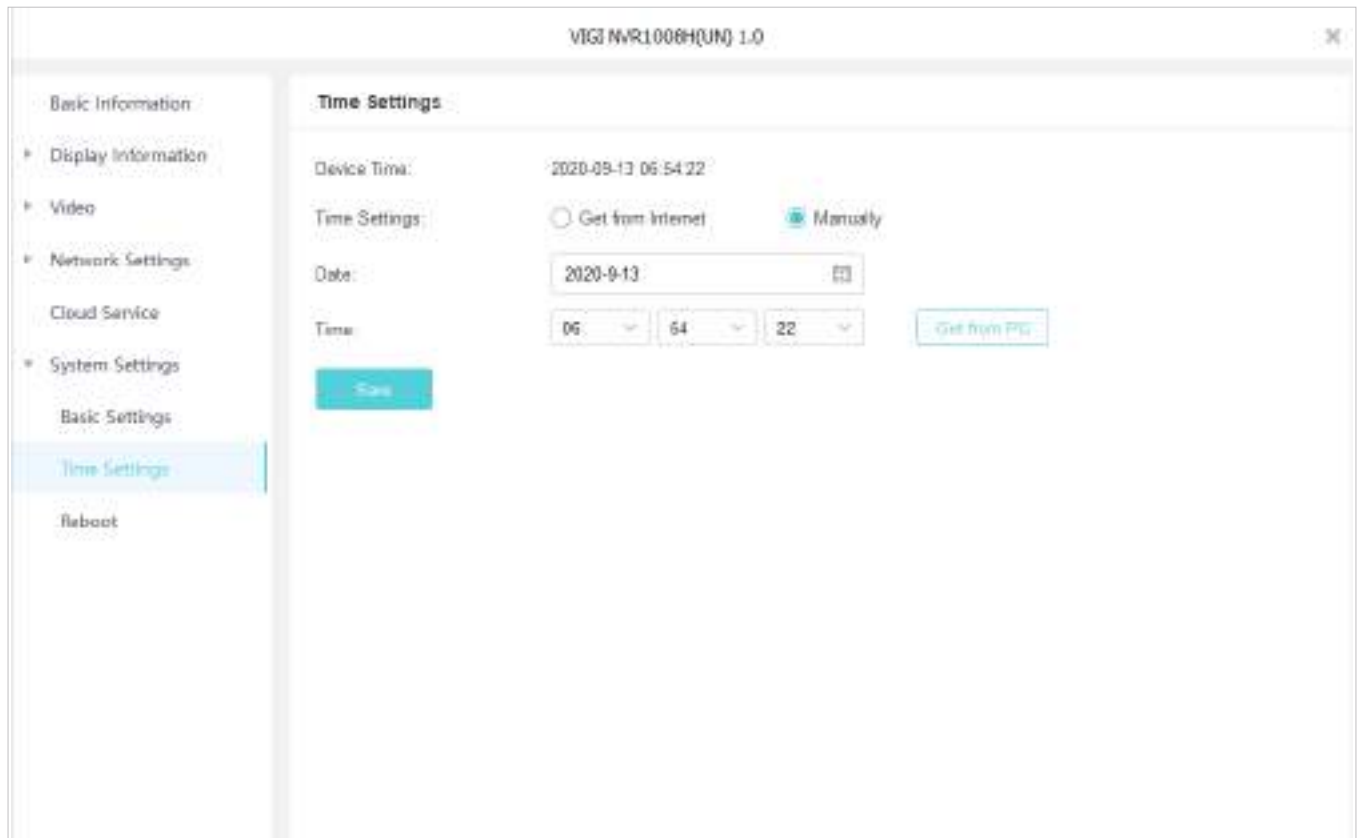 VIGI NVR1008H(UN) 1.0
Basic Information
Display Information
Video
Network Settings
Cloud Service
System Settings
Basic Settings
Time Settings
Reboot
Time Settings
Device Time: 2020-09-13 06:54:22
Time Settings: Get from Internet Manually
Date: 2020-9-13
Time: 06 54 22 Get from PC
Save